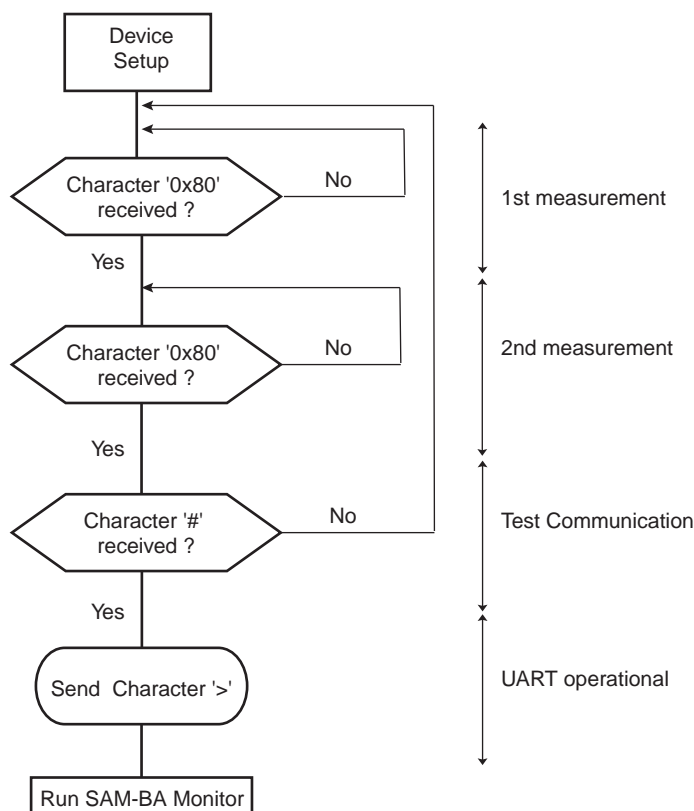 Device
Setup
Character '0x80'
received ?
No
1st measurement
Yes
Character '0x80'
received ?
No
2nd measurement
Yes
Character '#'
received ?
No
Test Communication
Yes
Send Character '>'
UART operational
Run SAM-BA Monitor